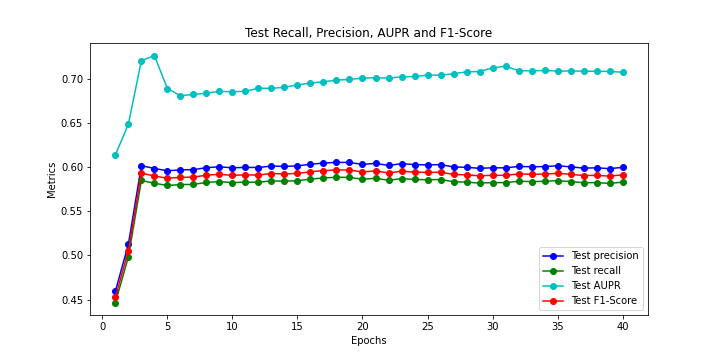 Test Recall, Precision, AUPR and F1-Score
Metrics
0.70
0.65
0.60
0.55
0.50
0.45
0
5
10
15
20
25
30
35
40
Epochs
Test precision
Test recall
Test AUPR
Test F1-Score